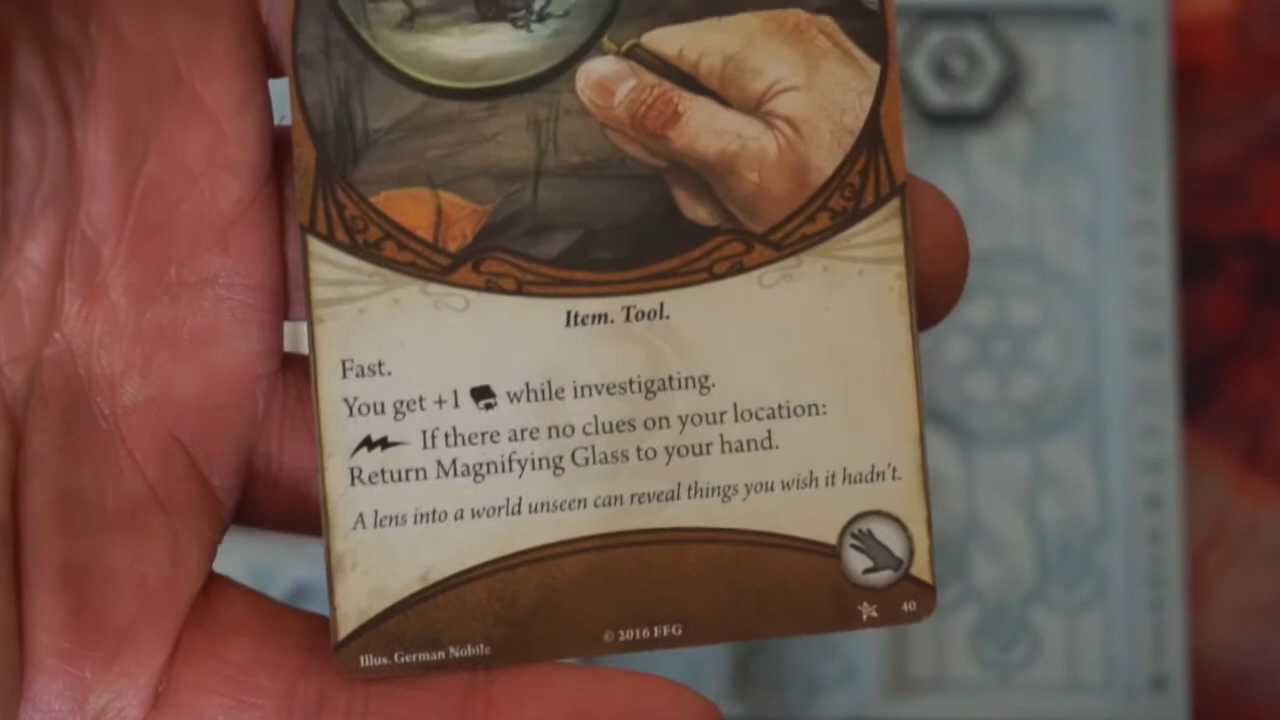 Item. Tool.
Fast.
You get +1 while investigating.
If there are no clues on your location:
Return Magnifying Glass to your hand.
A lens into a world unseen can reveal things you wish it hadn't.
40
© 2016 FFG
Illus. German Nobile